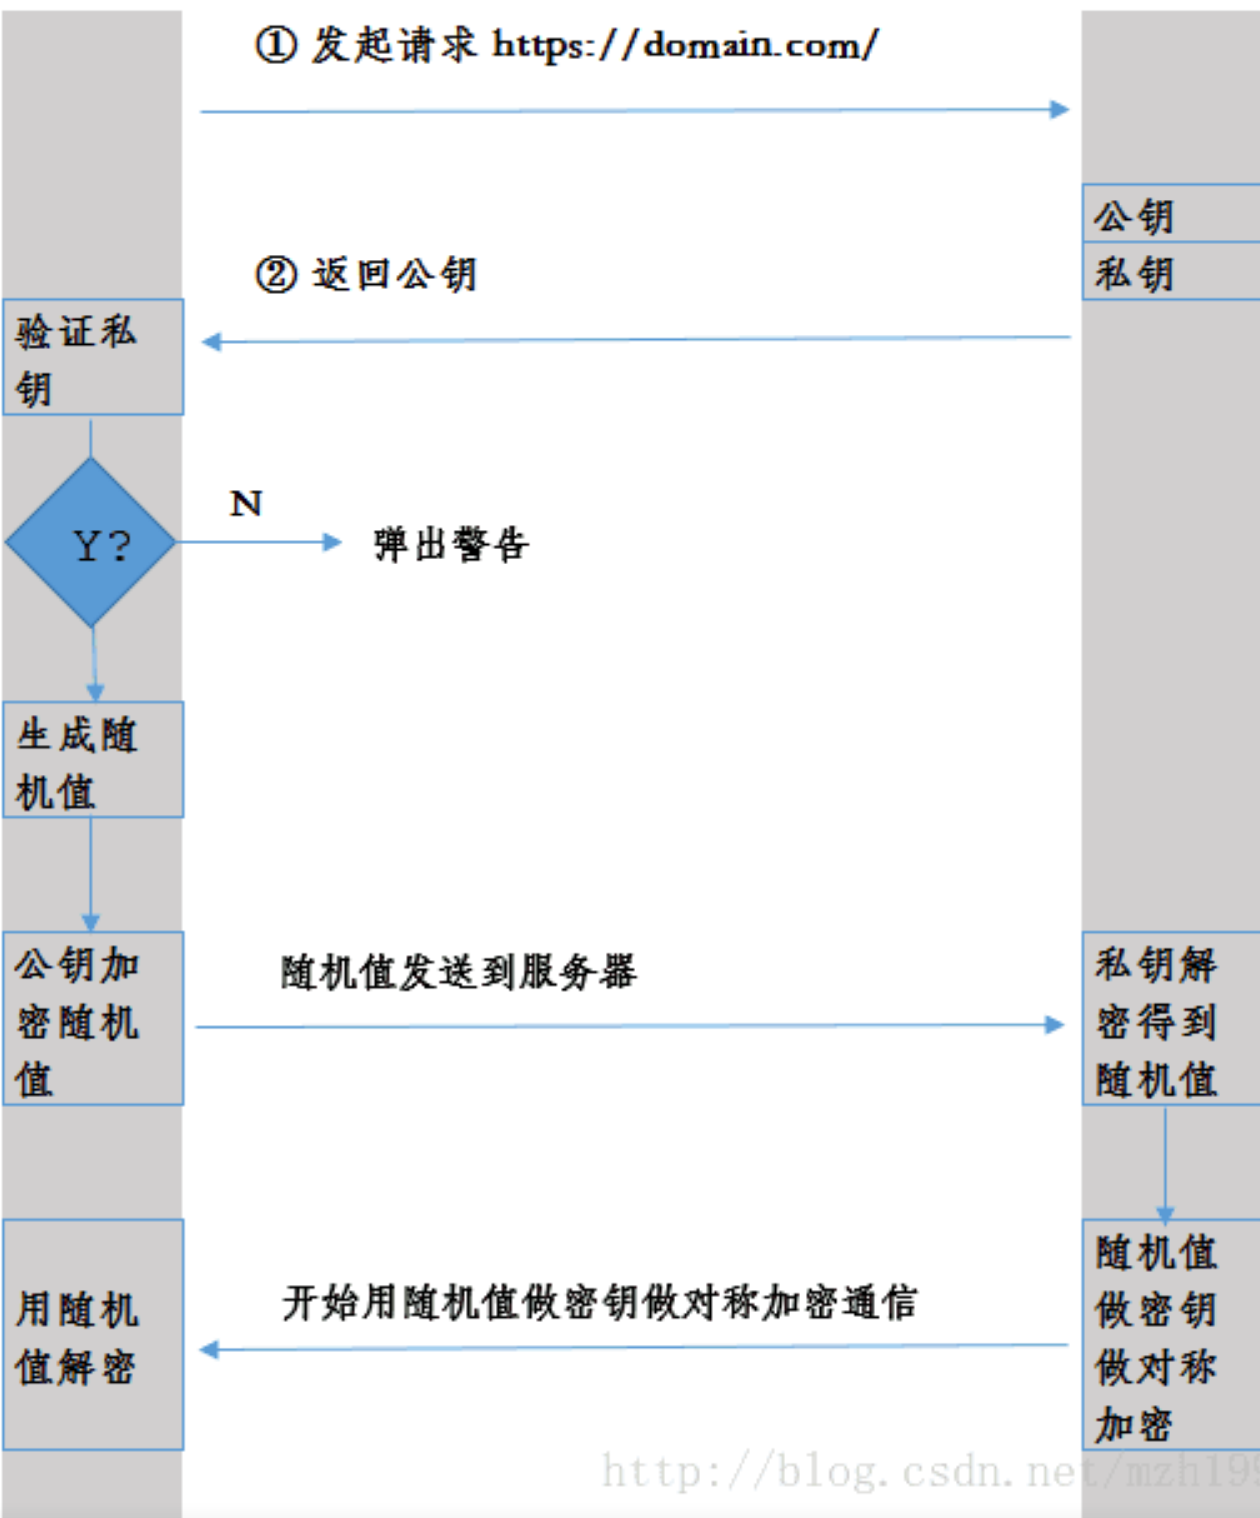 ① 发起请求 https://domain.com/
公钥
私钥
② 返回公钥
验证私
钥
Y?
N
弹出警告
生成随
机值
公钥加
密随机
值
随机值发送到服务器
私钥解
密得到
随机值
用随机
值解密
开始用随机值做密钥做对称加密通信
随机值
做密钥
做对称
加密
http://blog.csdn.net/mzh199